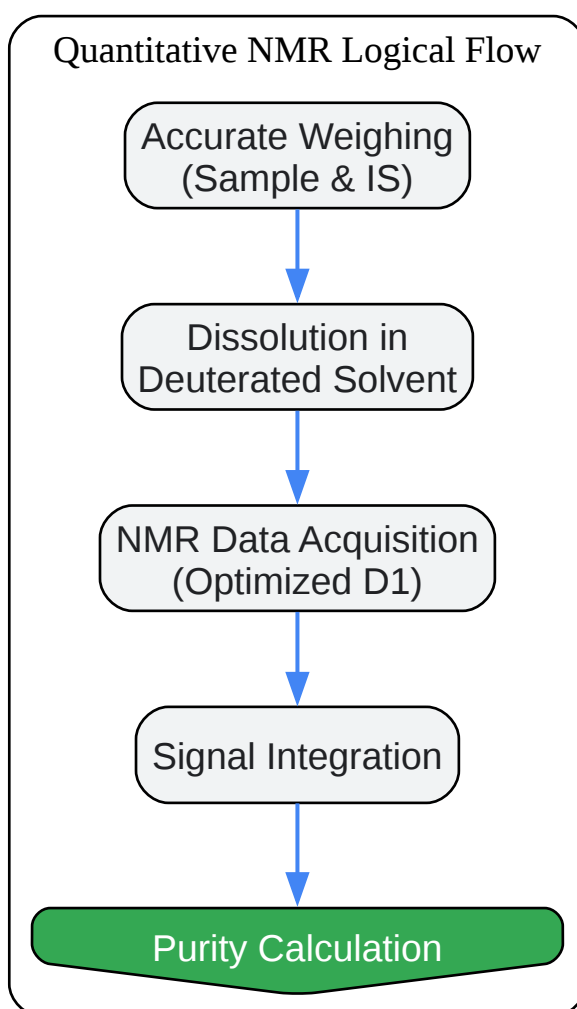 Quantitative NMR Logical Flow
Accurate Weighing
(Sample & IS)
Dissolution in
Deuterated Solvent
NMR Data Acquisition
(Optimized D1)
Signal Integration
Purity Calculation